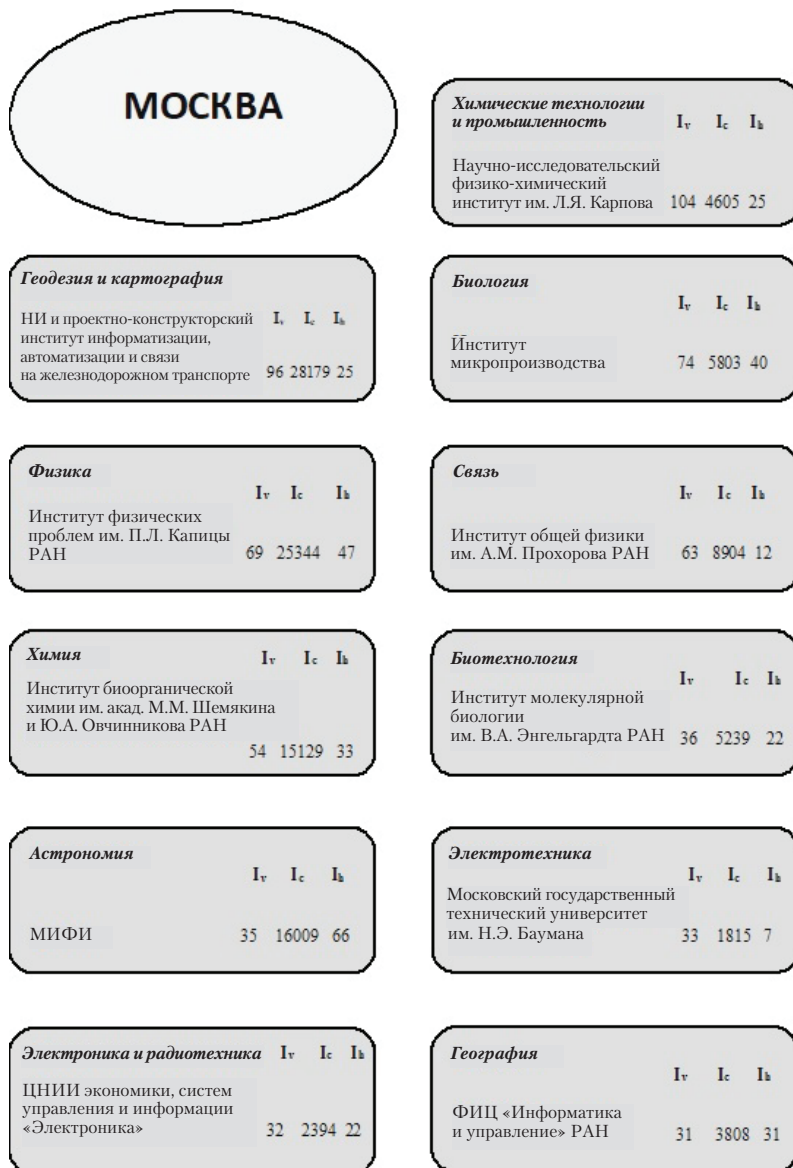 МОСКВА
Химические технологии
и промышленность Iv Ic Ih
Научно-исследовательский
физико-химический
институт им. Л.Я. Карпова 104 4605 25
Геодезия и картография
НИ и проектно-конструкторский Iv Ic Ih
институт информатизации,
автоматизации и связи
на железнодорожном транспорте 96 28179 25
Биология
Iv Ic Ih
Институт
микропроизводства 74 5803 40
Физика
Iv Ic Ih
Институт физических
проблем им. П.Л. Капицы
РАН 69 25344 47
Связь
Iv Ic Ih
Институт общей физики
им. А.М. Прохорова РАН 63 8904 12
Химия Iv Ic Ih
Институт биоорганической
химии им. акад. М.М. Шемякина
и Ю.А. Овчинникова РАН
54 15129 33
Биотехнология
Iv Ic Ih
Институт молекулярной
биологии
им. В.А. Энгельгардта РАН 36 5239 22
Астрономия
Iv Ic Ih
МИФИ 35 16009 66
Электротехника
Iv Ic Ih
Московский государственный
технический университет
им. Н.Э. Баумана 33 1815 7
Электроника и радиотехника Iv Ic Ih
ЦНИИ экономики, систем
управления и информации
«Электроника» 32 2394 22
География
Iv Ic Ih
ФИЦ «Информатика
и управление» РАН 31 3808 31